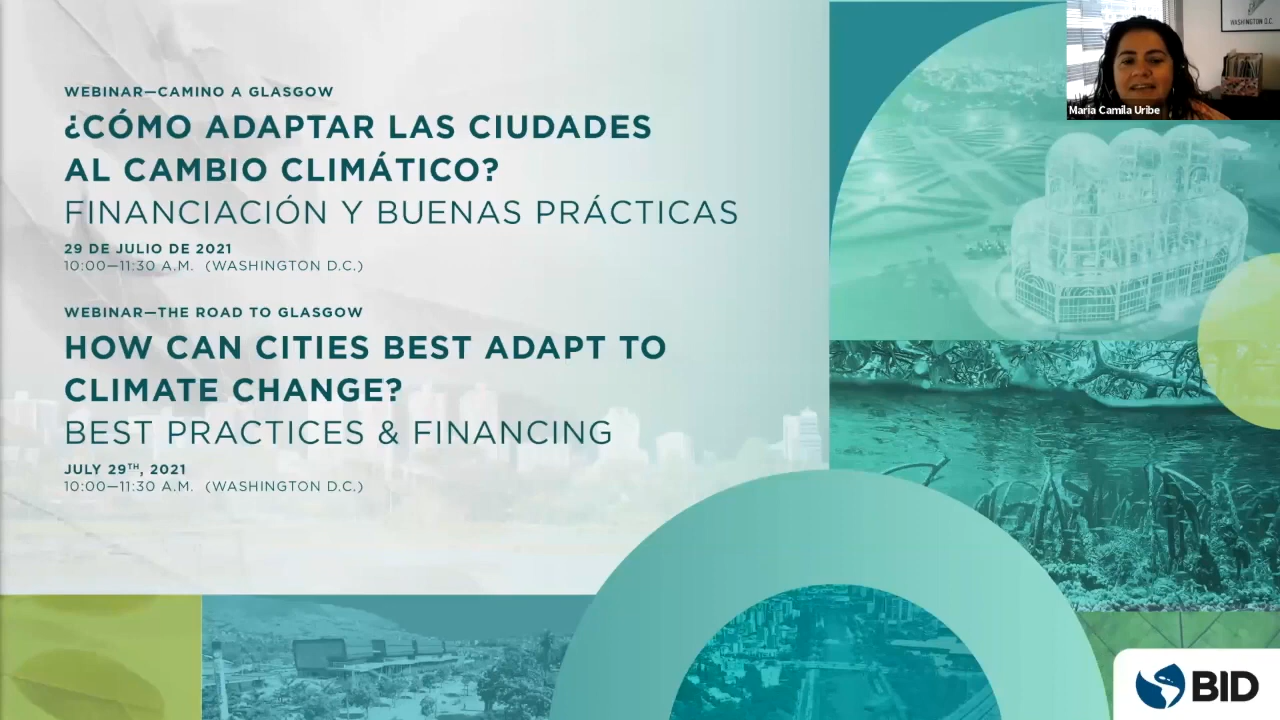 WEBINAR—CAMINO A GLASGOW
¿CÓMO ADAPTAR LAS CIUDADES
AL CAMBIO CLIMÁTICO?
FINANCIACIÓN Y BUENAS PRÁCTICAS
29 DE JULIO DE 2021
10:00—11:30 A.M. (WASHINGTON D.C.)
WEBINAR—THE ROAD TO GLASGOW
HOW CAN CITIES BEST ADAPT TO
CLIMATE CHANGE?
BEST PRACTICES & FINANCING
JULY 29TH, 2021
10:00—11:30 A.M. (WASHINGTON D.C.)
WASHINGTON D.C.
María Camila Uribe
BID